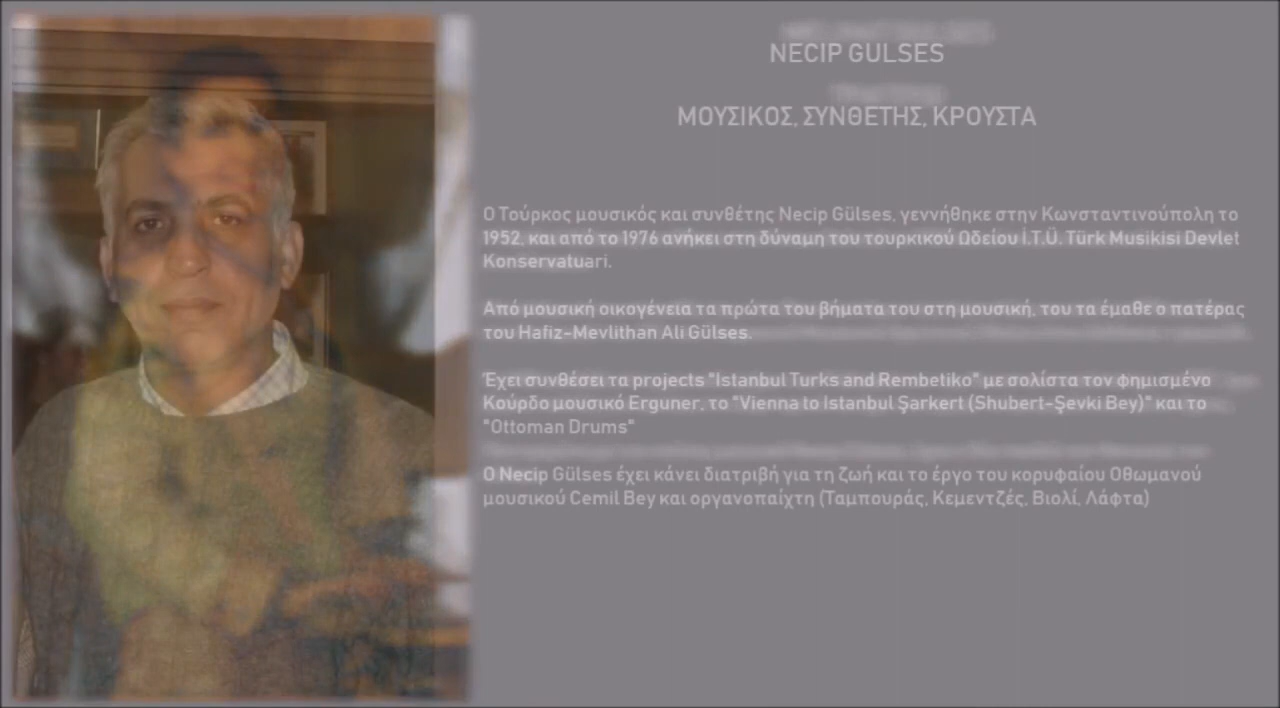 NECIP GULSES
ΜΟΥΣΙΚΟΣ, ΣΥΝΘΕΤΗΣ, ΚΡΟΥΣΤΑ
Ο Τούρκος μουσικός και συνθέτης Necip Gülses, γεννήθηκε στην Κωνσταντινούπολη το
1952, και από το 1976 ανήκει στη δύναμη του τουρκικού Ωδείου İ.T.Ü. Türk Musikisi Devlet
Konservatuari.
Από μουσική οικογένεια τα πρώτα του βήματα του στη μουσική, του τα έμαθε ο πατέρας
του Hafiz-Mevlithan Ali Gülses.
Έχει συνθέσει τα projects "Istanbul Turks and Rembetiko" με σολίστα τον φημισμένο
Κούρδο μουσικό Erguner, το "Vienna to Istanbul Şarkert (Shubert-Şevki Bey)" και το
"Ottoman Drums"
Ο Necip Gülses έχει κάνει διατριβή για τη ζωή και το έργο του κορυφαίου Οθωμανού
μουσικού Cemil Bey και οργανοπαίχτη (Ταμπουράς, Κεμεντζές, Βιολί, Λάφτα)